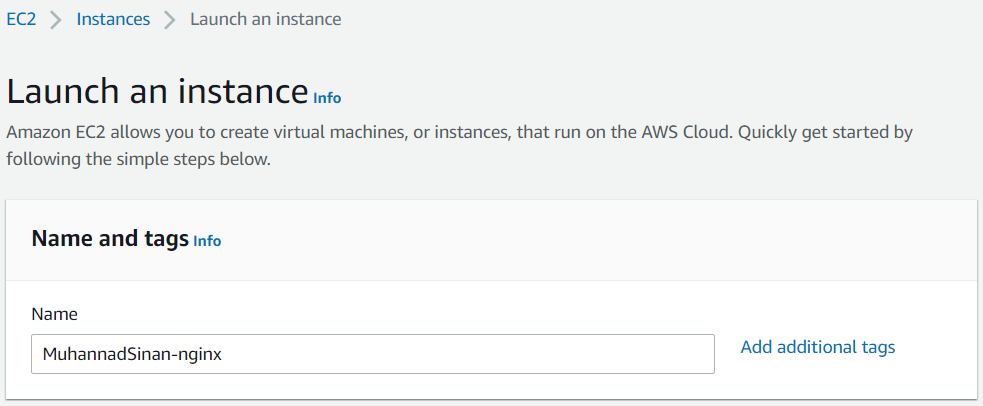 EC2 > Instances > Launch an instance
Launch an instance Info
Amazon EC2 allows you to create virtual machines, or instances, that run on the AWS Cloud. Quickly get started by
following the simple steps below.
Name and tags Info
Name
MuhannadSinan-nginx
Add additional tags